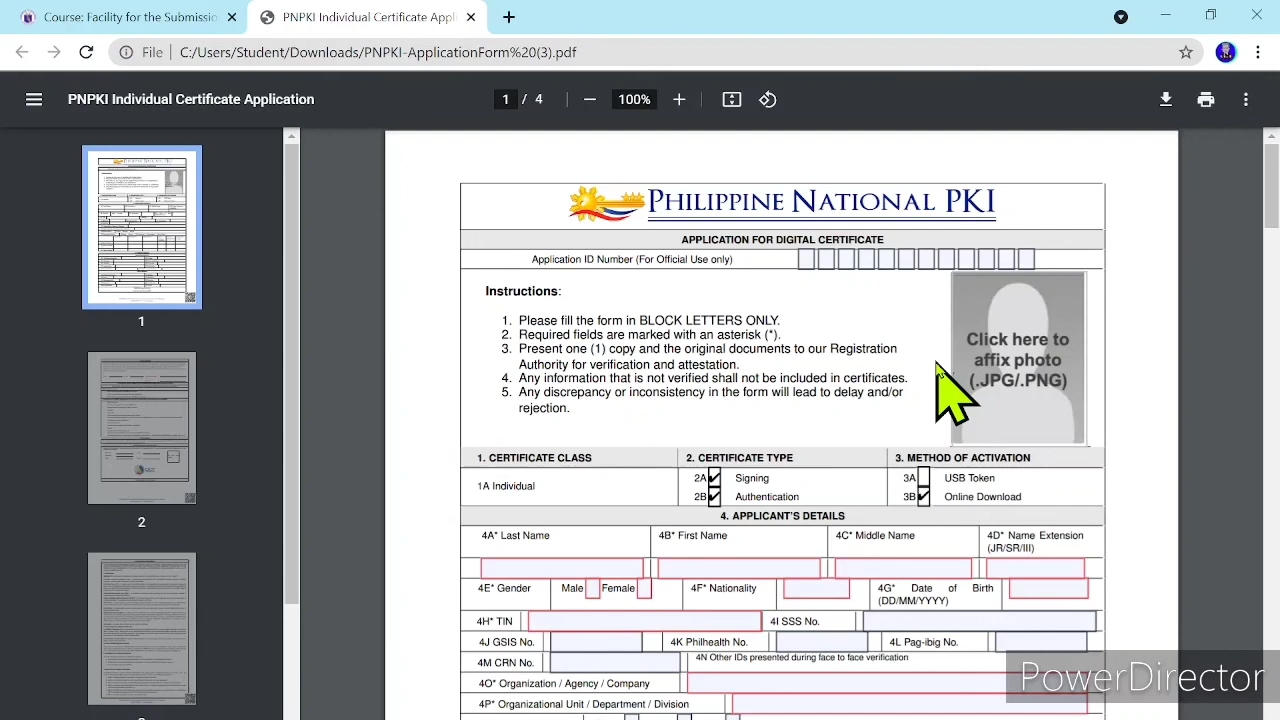 Course: Facility for the Submissio
PNPKI Individual Certificate Appli
File | C:/Users/Student/Downloads/PNPKI-ApplicationForm%20(3).pdf
PNPKI Individual Certificate Application
1 / 4
100%
1
2
PHILIPPINE NATIONAL PKI
APPLICATION FOR DIGITAL CERTIFICATE
Application ID Number (For Official Use only)
Instructions:
1. Please fill the form in BLOCK LETTERS ONLY.
2. Required fields are marked with an asterisk (*).
3. Present one (1) copy and the original documents to our Registration
Authority for verification and attestation.
4. Any information that is not verified shall not be included in certificates.
5. Any discrepancy or inconsistency in the form will lead to delay and/or
rejection.
Click here to
affix photo
(.JPG/.PNG)
1. CERTIFICATE CLASS 2. CERTIFICATE TYPE 3. METHOD OF ACTIVATION
1A Individual
2A Signing
2B Authentication
3A USB Token
3B Online Download
4. APPLICANT'S DETAILS
4A* Last Name 4B* First Name 4C* Middle Name 4D* Name Extension
(JR/SR/III)
4E* Gender Male Female 4F* Nationality 4G* Date of Birth
(DD/MM/YYYY)
4H* TIN 4I SSS No.
4J GSIS No. 4K Philhealth No. 4L Pag-ibig No.
CRN No. 4N Other IDs presented during face to face verification
4O* Organization / Agency / Company
4P* Organizational Unit / Department / Division
PowerDirector